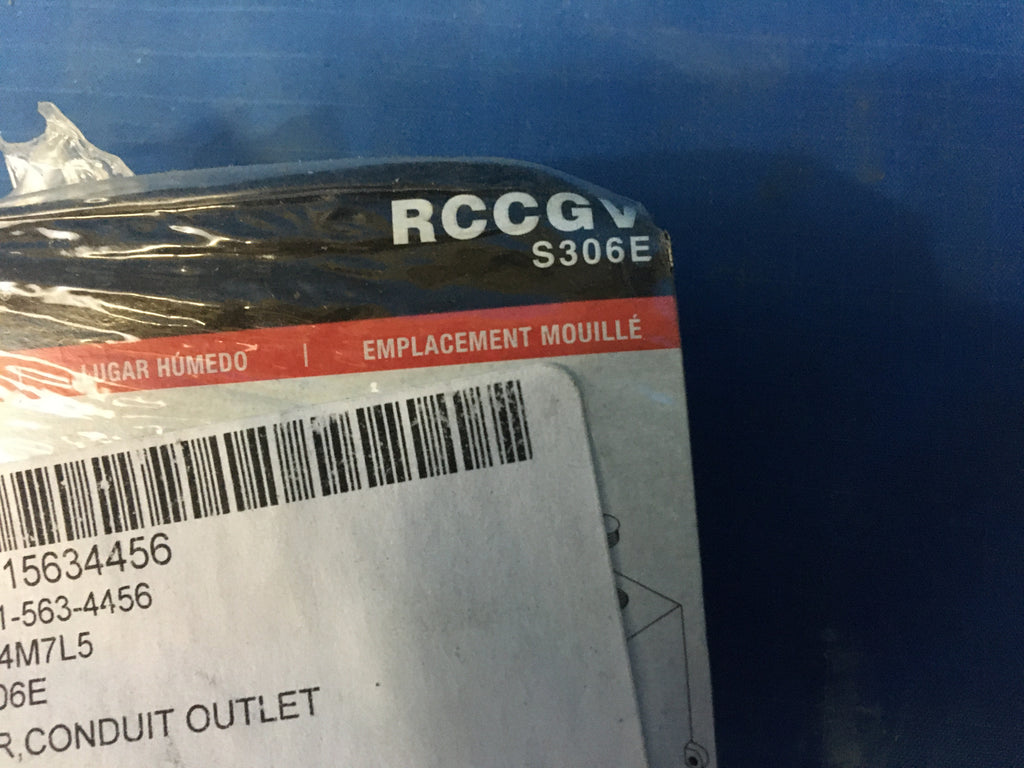 RCCGV
S306E
LUGAR HÚMEDO | EMPLACEMENT MOUILLÉ
15634456
1-563-4456
4M7L5
06E
R,CONDUIT OUTLET